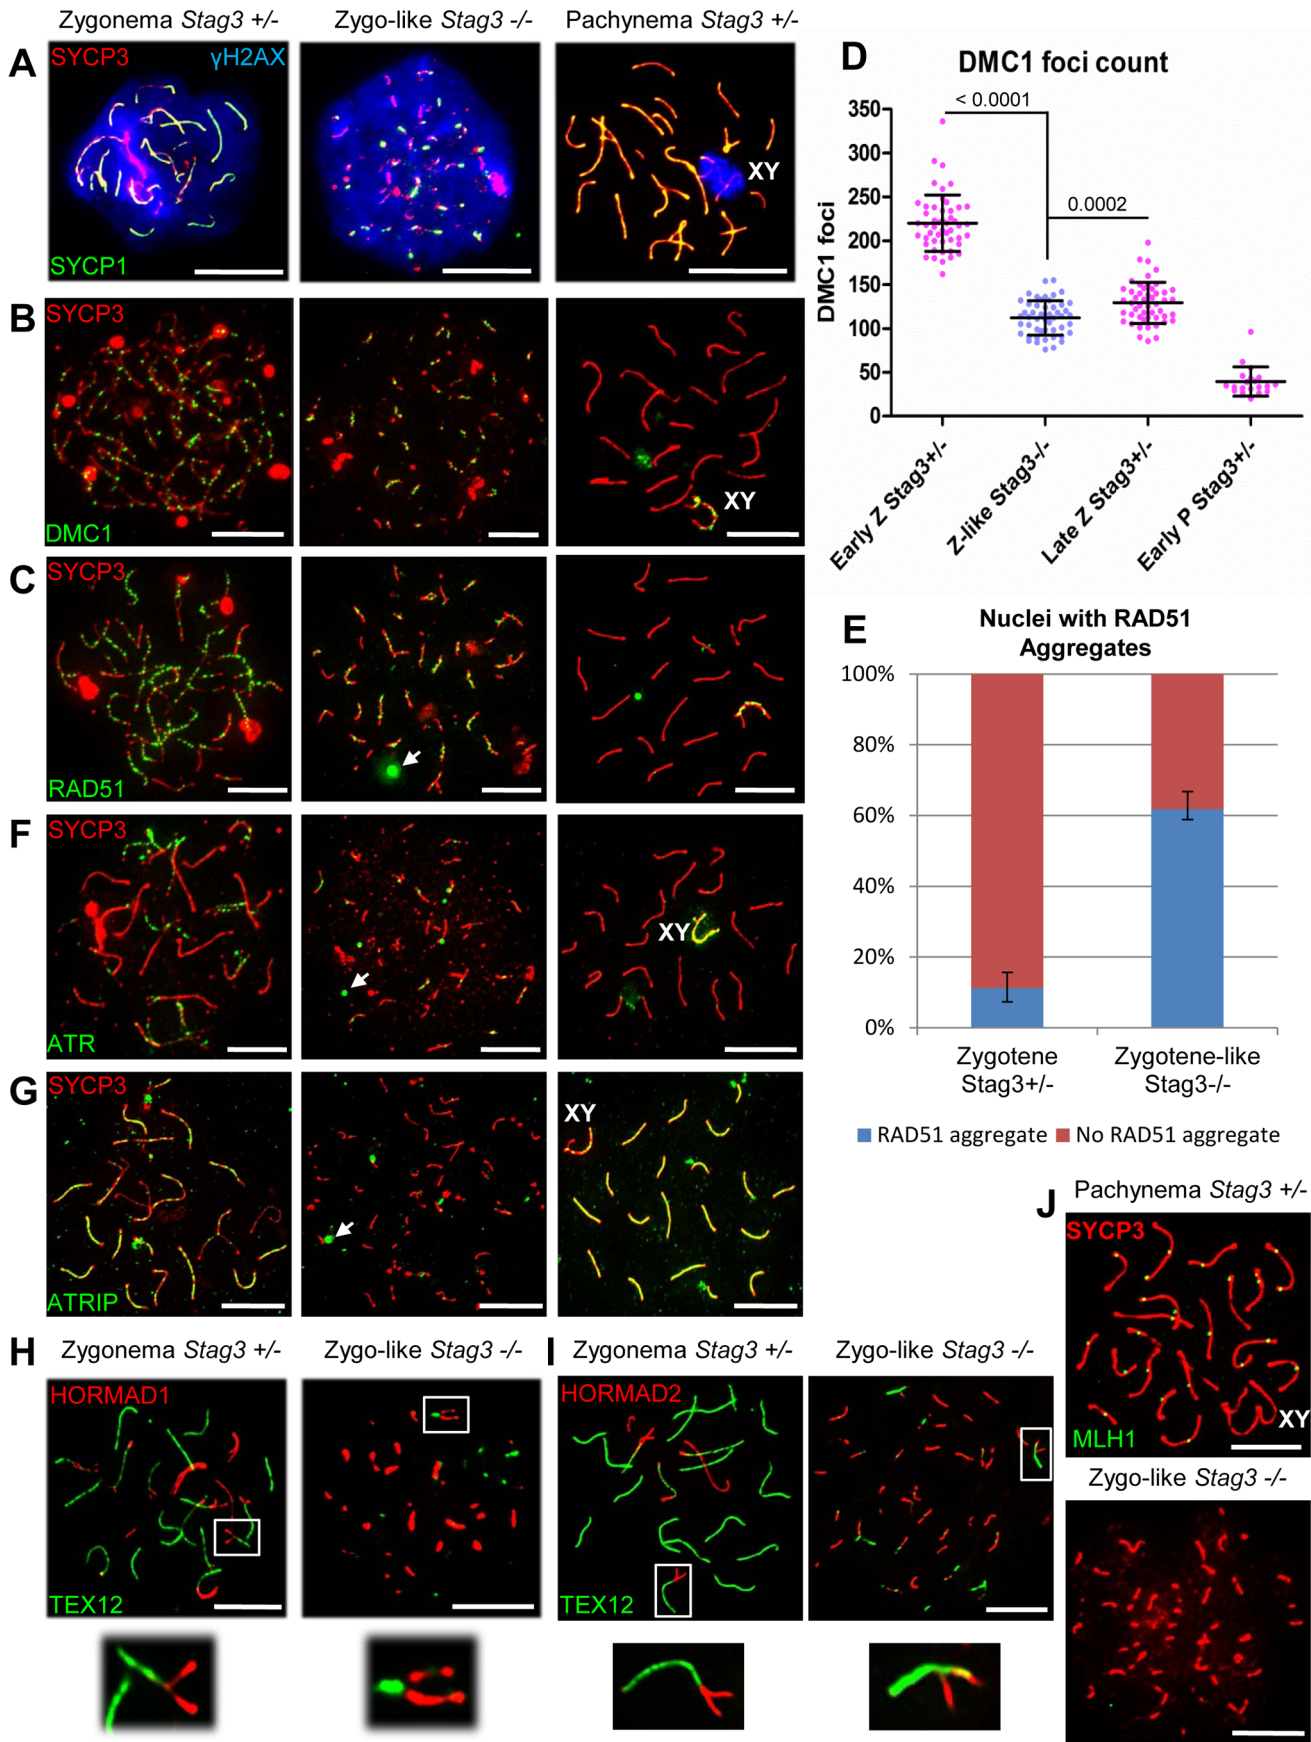 Zygonema Stag3 +/-
Zygo-like Stag3 -/-
Pachynema Stag3 +/-
A
SYCP3
γH2AX
SYCP1
XY
B
SYCP3
DMC1
XY
C
SYCP3
RAD51
D
DMC1 foci count
DMC1 foci
350
300
250
200
150
100
50
0
< 0.0001
0.0002
Early Z Stag3+/-
Z-like Stag3-/-
Late Z Stag3+/-
Early P Stag3+/-
E
Nuclei with RAD51
Aggregates
100%
80%
60%
40%
20%
0%
Zygotene
Stag3+/-
Zygotene-like
Stag3-/-
RAD51 aggregate
No RAD51 aggregate
F
SYCP3
ATR
XY
G
SYCP3
ATRIP
XY
H
Zygonema Stag3 +/-
Zygo-like Stag3 -/-
HORMAD1
TEX12
I
Zygonema Stag3 +/-
Zygo-like Stag3 -/-
HORMAD2
TEX12
J
Pachynema Stag3 +/-
SYCP3
XY
MLH1
Zygo-like Stag3 -/-